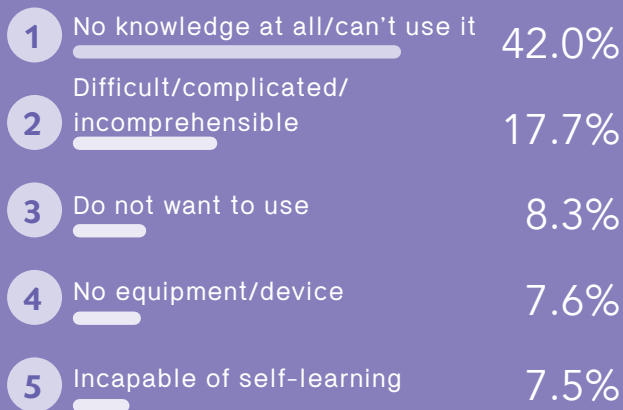 1 No knowledge at all/can’t use it 42.0%
Difficult/complicated/
2 incomprehensible 17.7%
3 Do not want to use 8.3%
4 No equipment/device 7.6%
5 Incapable of self-learning 7.5%